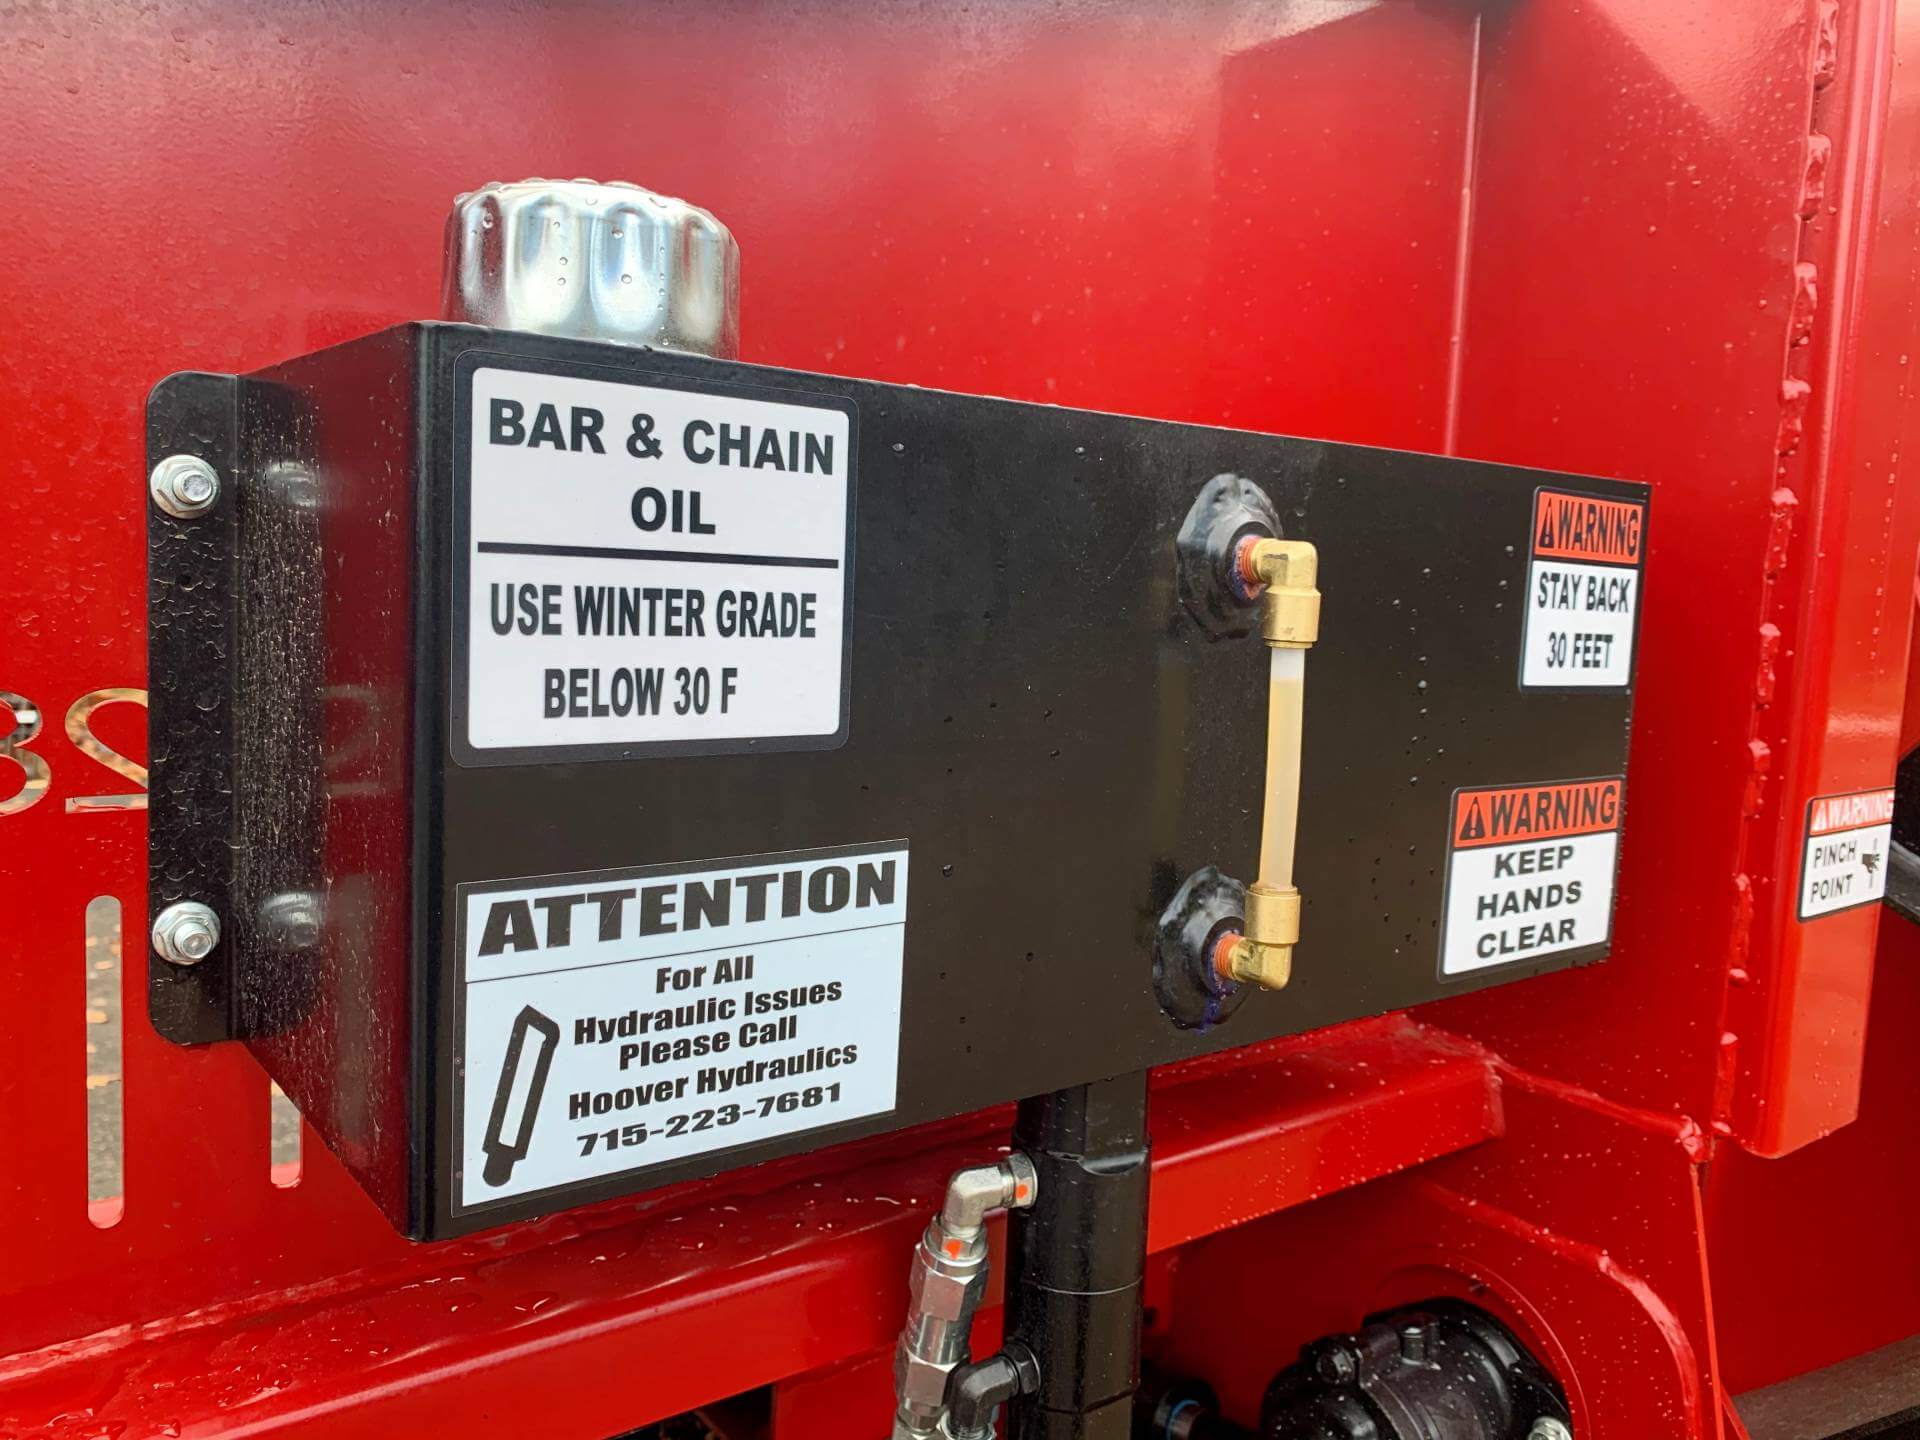 BAR & CHAIN
OIL
USE WINTER GRADE
BELOW 30 F
ATTENTION
For All
Hydraulic Issues
Please Call
Hoover Hydraulics
715-223-7681
WARNING
STAY BACK
30 FEET
WARNING
KEEP
HANDS
CLEAR
WARNING
PINCH
POINT